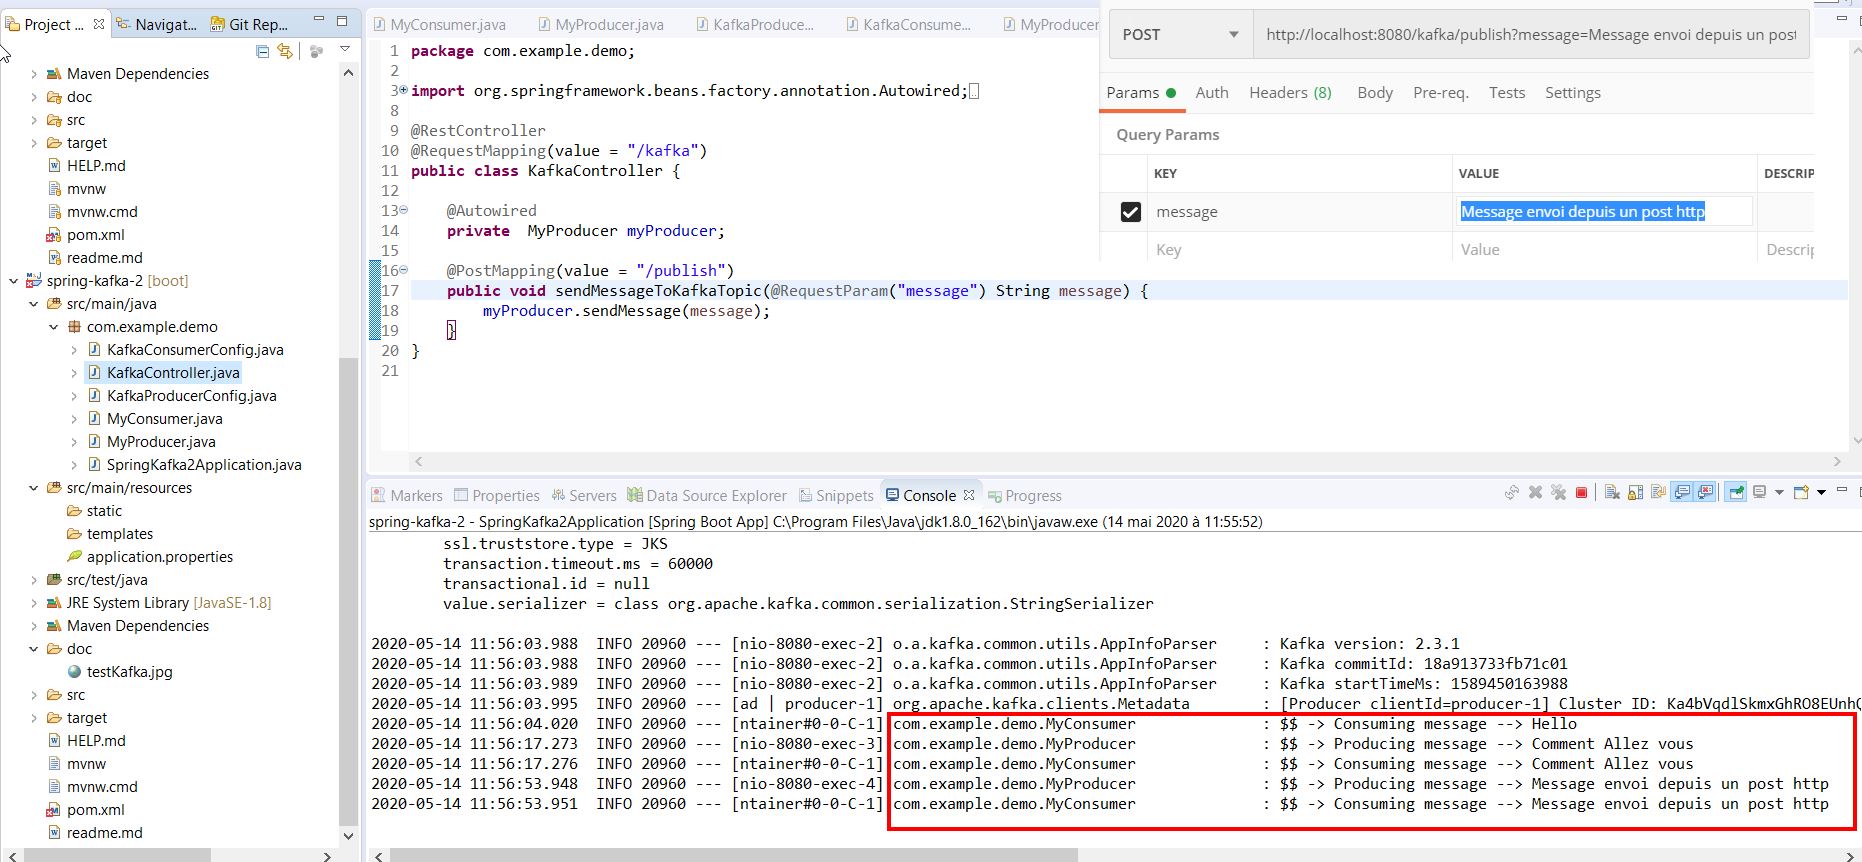 Project ...
Navigat...
Git Rep...
Maven Dependencies
doc
src
target
HELP.md
mvnw
mvnw.cmd
pom.xml
readme.md
spring-kafka-2 [boot]
src/main/java
com.example.demo
KafkaConsumerConfig.java
KafkaController.java
KafkaProducerConfig.java
MyConsumer.java
MyProducer.java
SpringKafka2Application.java
src/main/resources
static
templates
application.properties
src/test/java
JRE System Library [JavaSE-1.8]
Maven Dependencies
doc
testKafka.jpg
src
target
HELP.md
mvnw
mvnw.cmd
pom.xml
readme.md
MyConsumer.java MyProducer.java KafkaProduce... KafkaConsume... MyProducer
1 package com.example.demo;
2
3 import org.springframework.beans.factory.annotation.Autowired;
8
9 @RestController
10 @RequestMapping(value = "/kafka")
11 public class KafkaController {
12
13 @Autowired
14 private  MyProducer myProducer;
15
16 @PostMapping(value = "/publish")
17 public void sendMessageToKafkaTopic(@RequestParam("message") String message) {
18 myProducer.sendMessage(message);
19 }
20 }
21
POST http://localhost:8080/kafka/publish?message=Message envoi depuis un post
Params Auth Headers (8) Body Pre-req. Tests Settings
Query Params
KEY VALUE DESCRIP
message Message envoi depuis un post http
Key Value Descrip
Markers Properties Servers Data Source Explorer Snippets Console Progress
spring-kafka-2 - SpringKafka2Application [Spring Boot App] C:\Program Files\Java\jdk1.8.0_162\bin\javaw.exe (14 mai 2020 à 11:55:52)
ssl.truststore.type = JKS
transaction.timeout.ms = 60000
transactional.id = null
value.serializer = class org.apache.kafka.common.serialization.StringSerializer
2020-05-14 11:56:03.988  INFO 20960 --- [nio-8080-exec-2] o.a.kafka.common.utils.AppInfoParser     : Kafka version: 2.3.1
2020-05-14 11:56:03.988  INFO 20960 --- [nio-8080-exec-2] o.a.kafka.common.utils.AppInfoParser     : Kafka commitId: 18a913733fb71c01
2020-05-14 11:56:03.989  INFO 20960 --- [nio-8080-exec-2] o.a.kafka.common.utils.AppInfoParser     : Kafka startTimeMs: 1589450163988
2020-05-14 11:56:03.995  INFO 20960 --- [ad | producer-1] org.apache.kafka.clients.Metadata        : [Producer clientId=producer-1] Cluster ID:
2020-05-14 11:56:04.020  INFO 20960 --- [ntainer#0-0-C-1] com.example.demo.MyConsumer              : $$ -> Consuming message --> Hello
2020-05-14 11:56:17.273  INFO 20960 --- [nio-8080-exec-3] com.example.demo.MyProducer              : $$ -> Producing message --> Comment Allez vous
2020-05-14 11:56:17.276  INFO 20960 --- [ntainer#0-0-C-1] com.example.demo.MyConsumer              : $$ -> Consuming message --> Comment Allez vous
2020-05-14 11:56:53.948  INFO 20960 --- [nio-8080-exec-4] com.example.demo.MyProducer              : $$ -> Producing message --> Message envoi depuis un post http
2020-05-14 11:56:53.951  INFO 20960 --- [ntainer#0-0-C-1] com.example.demo.MyConsumer              : $$ -> Consuming message --> Message envoi depuis un post http